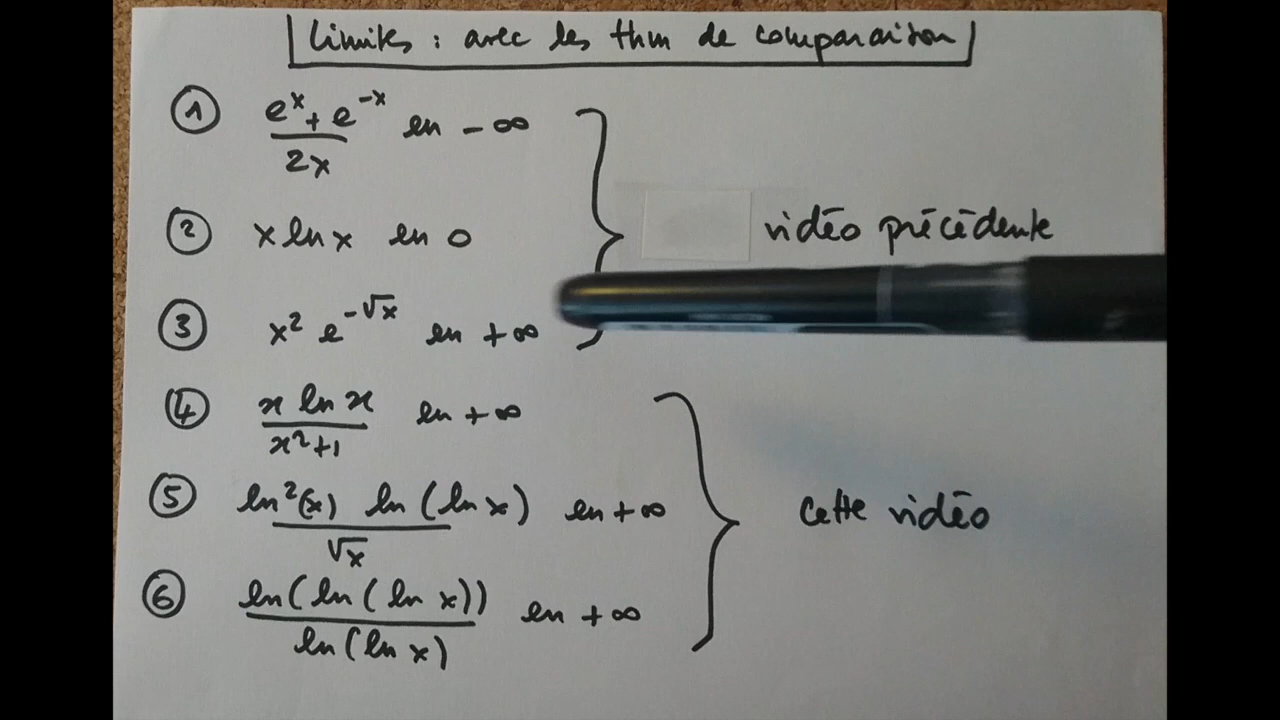 Limites : avec les thm de comparaison
① (e^x + e^-x) / 2x en -∞
② x ln x en 0
vidéo précédente
③ x² e^-√x en +∞
④ x ln x / (x²+1) en +∞
⑤ ln²(x) ln(ln x) / √x en +∞
cette vidéo
⑥ ln(ln(ln x)) / ln(ln x) en +∞